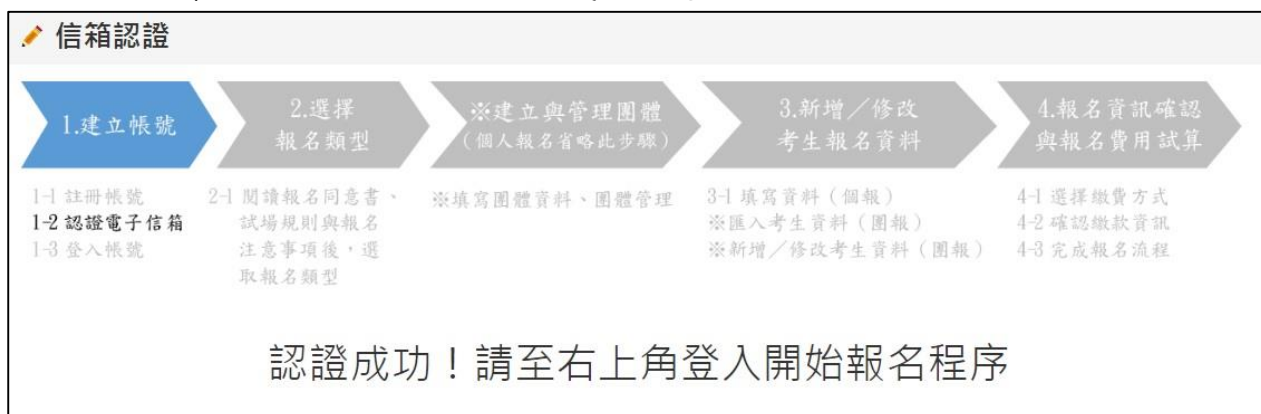 信箱認證
1.建立帳號
2.選擇
報名類型
※建立與管理團體
(個人報名省略此步驟)
3.新增／修改
考生報名資料
4.報名資訊確認
與報名費用試算
1-1 註冊帳號
1-2 認證電子信箱
1-3 登入帳號
2-1 閱讀報名同意書、
試場規則與報名
注意事項後，選
取報名類型
※填寫團體資料、團體管理
3-1 填寫資料（個報）
※匯入考生資料（團報）
※新增／修改考生資料（團報）
4-1 選擇繳費方式
4-2 確認繳款資訊
4-3 完成報名流程
認證成功！請至右上角登入開始報名程序